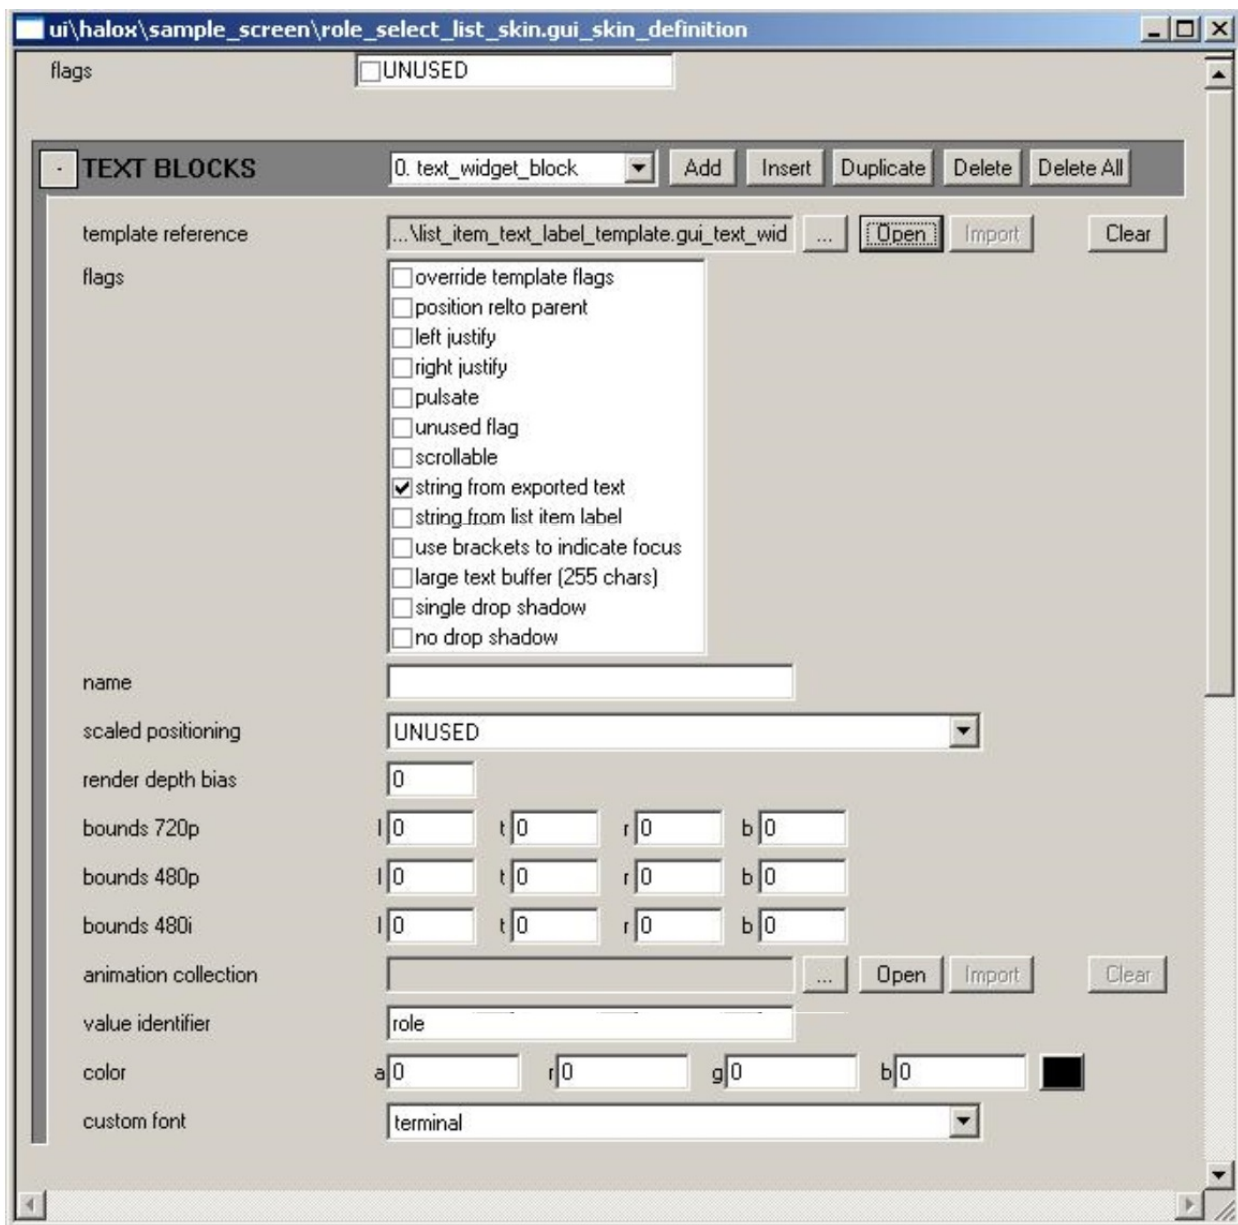 ui\halox\sample_screen\role_select_list_skin.gui_skin_definition
flags UNUSED
- TEXT BLOCKS 0. text_widget_block Add Insert Duplicate Delete Delete All
template reference ...\list_item_text_label_template.gui_text_wid ... Open Import Clear
flags override template flags
position relto parent
left justify
right justify
pulsate
unused flag
scrollable
string from exported text
string from list item label
use brackets to indicate focus
large text buffer (255 chars)
single drop shadow
no drop shadow
name
scaled positioning UNUSED
render depth bias 0
bounds 720p l 0 t 0 r 0 b 0
bounds 480p l 0 t 0 r 0 b 0
bounds 480i l 0 t 0 r 0 b 0
animation collection ... Open Import Clear
value identifier role
color a 0 r 0 g 0 b 0
custom font terminal